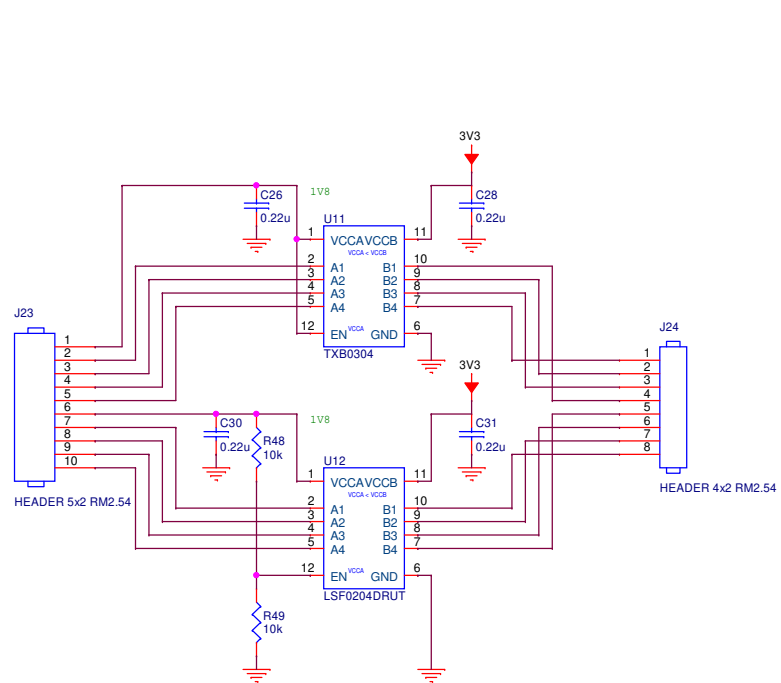 3V3
C26
1V8
C28
0.22u
0.22u
U11
1
VCCA
VCCB
11
VCCA < VCCB
2
A1
B1
10
3
A2
B2
9
4
A3
B3
8
5
A4
B4
7
12
EN
VCCA
GND
6
TXB0304
J23
1
2
3
4
5
6
7
8
9
10
HEADER 5x2 RM2.54
J24
1
2
3
4
5
6
7
8
HEADER 4x2 RM2.54
3V3
C30
0.22u
R48
10k
1V8
C31
0.22u
U12
1
VCCA
VCCB
11
VCCA < VCCB
2
A1
B1
10
3
A2
B2
9
4
A3
B3
8
5
A4
B4
7
12
EN
VCCA
GND
6
LSF0204DRUT
R49
10k